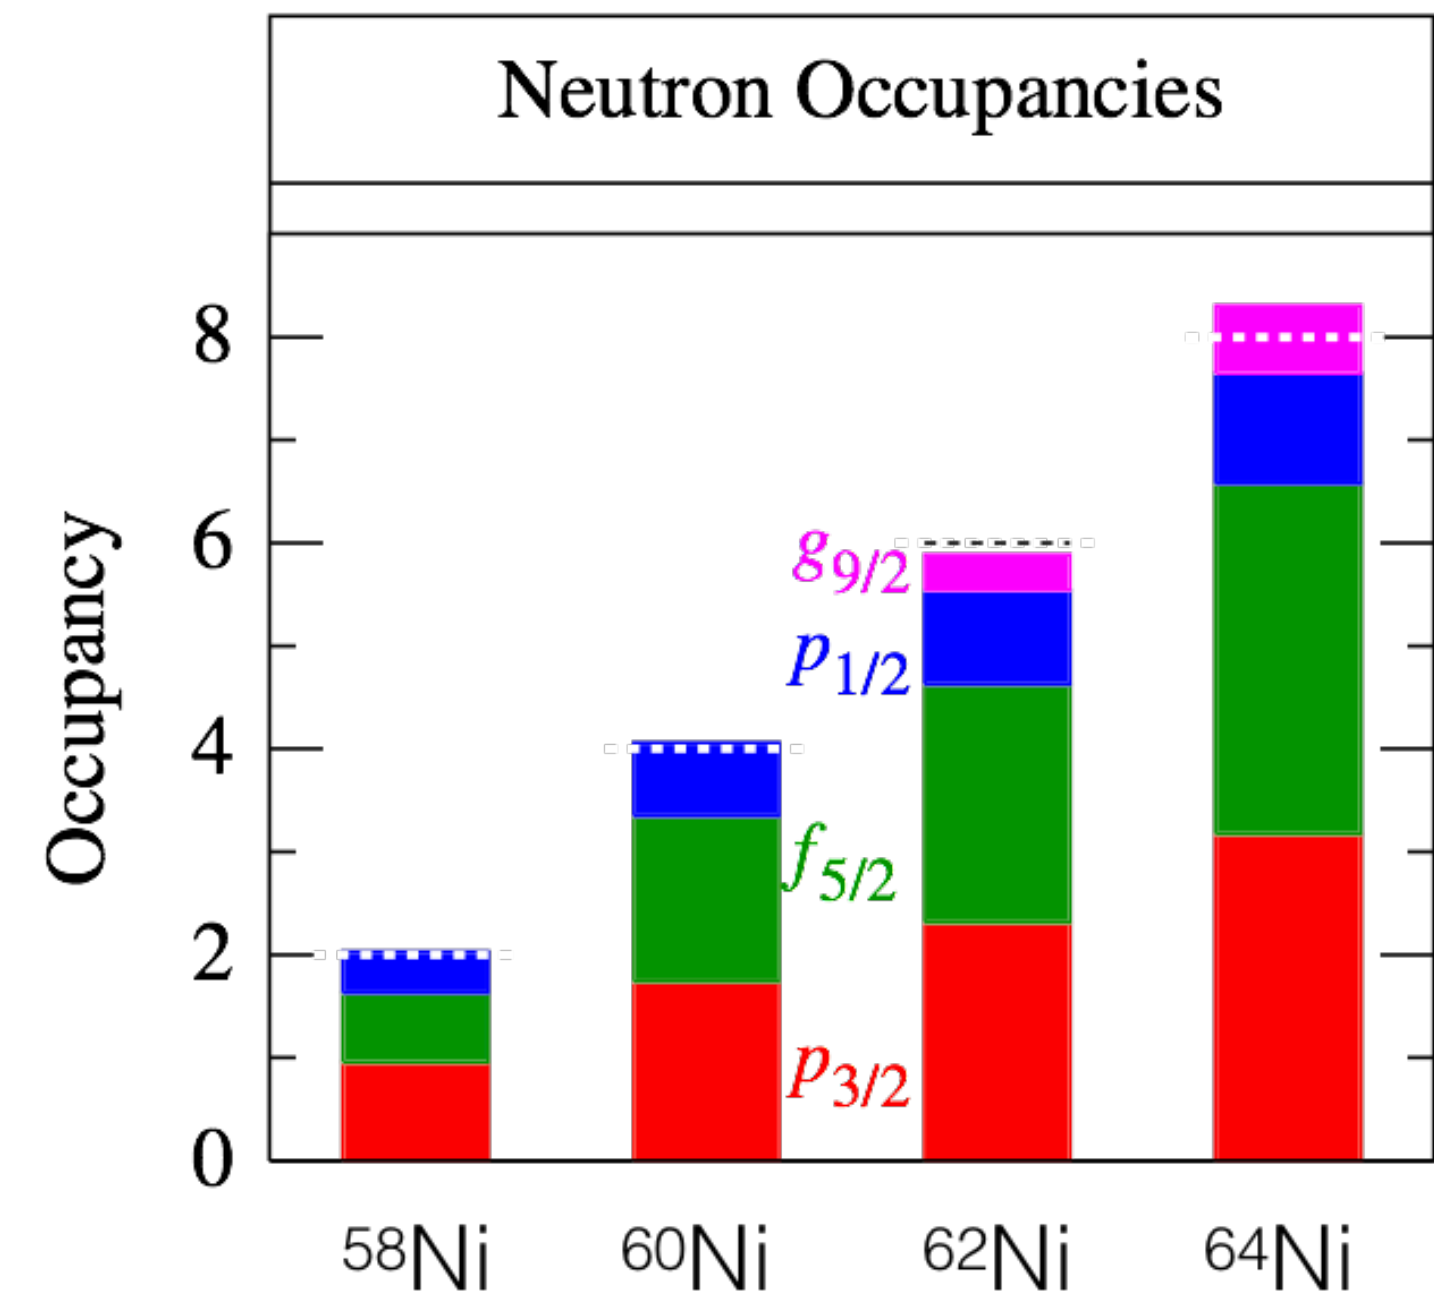 Neutron Occupancies
Occupancy
8
6
4
2
0
g9/2
p1/2
f5/2
p3/2
58Ni 60Ni 62Ni 64Ni